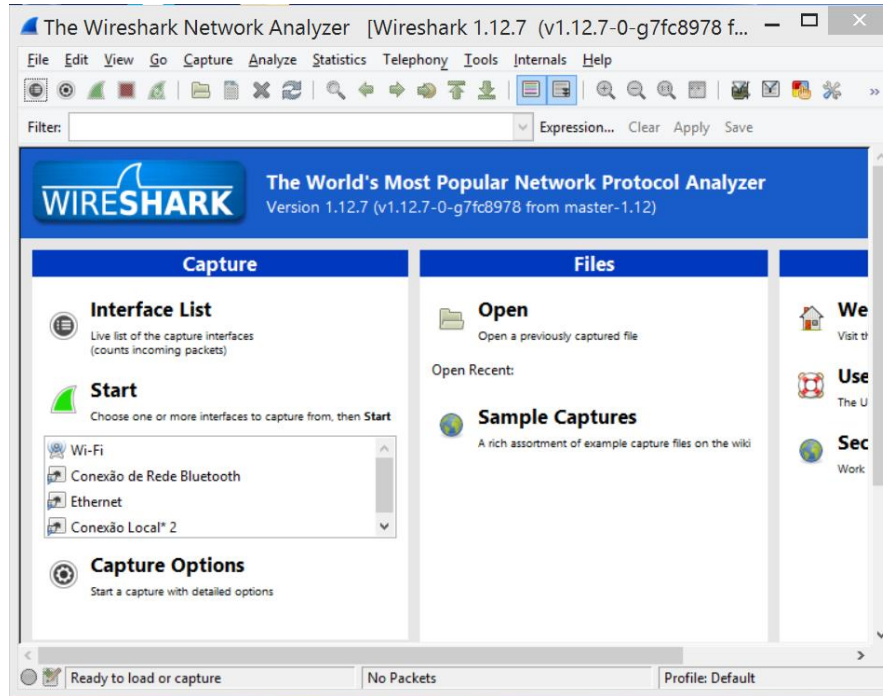 The Wireshark Network Analyzer [Wireshark 1.12.7 (v1.12.7-0-g7fc8978 f...
File Edit View Go Capture Analyze Statistics Telephony Tools Internals Help
Filter: Expression... Clear Apply Save
WIRESHARK
The World's Most Popular Network Protocol Analyzer
Version 1.12.7 (v1.12.7-0-g7fc8978 from master-1.12)
Capture
Interface List
Live list of the capture interfaces
(counts incoming packets)
Start
Choose one or more interfaces to capture from, then Start
Wi-Fi
Conexão de Rede Bluetooth
Ethernet
Conexão Local* 2
Capture Options
Start a capture with detailed options
Files
Open
Open a previously captured file
Open Recent:
Sample Captures
A rich assortment of example capture files on the wiki
We
Visit th
Use
The U
Sec
Work
Ready to load or capture No Packets Profile: Default